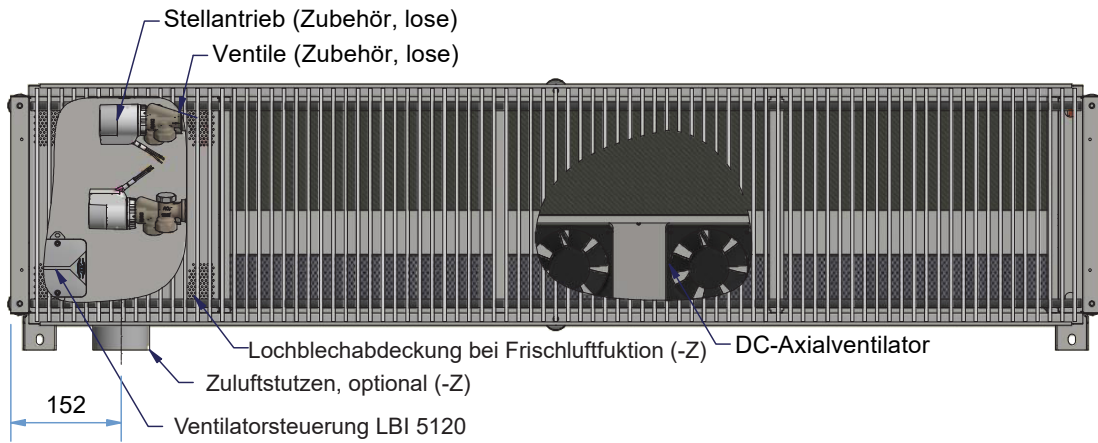 Stellantrieb (Zubehör, lose)
Ventile (Zubehör, lose)
Lochblechabdeckung bei Frischluftfuktion (-Z)
DC-Axialventilator
Zuluftstutzen, optional (-Z)
152
Ventilatorsteuerung LBI 5120